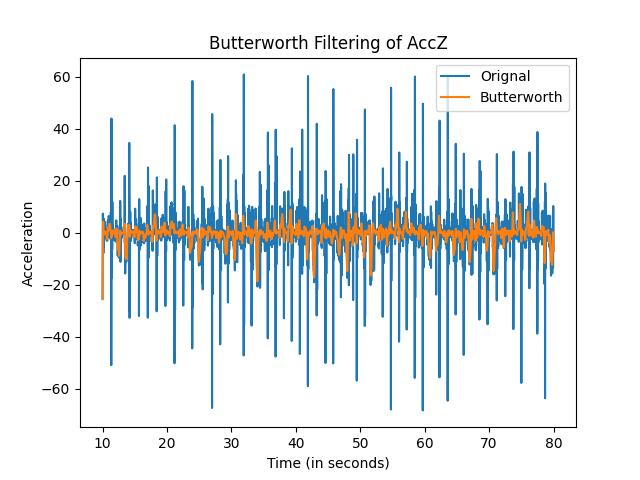 Butterworth Filtering of AccZ
60
40
20
0
−20
−40
−60
Acceleration
Orignal
Butterworth
10 20 30 40 50 60 70 80
Time (in seconds)